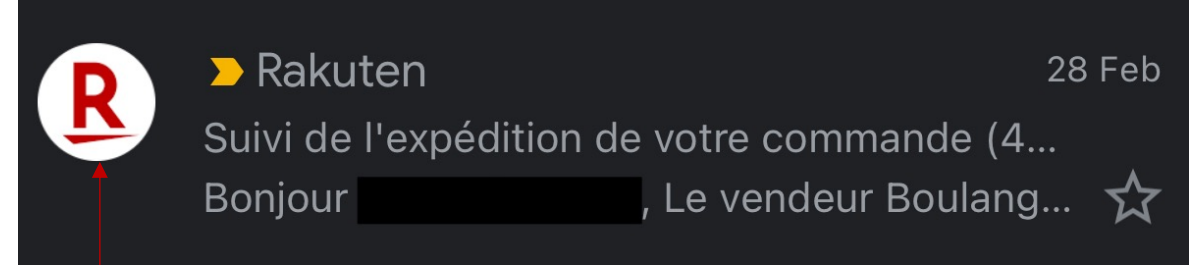 R
Rakuten
28 Feb
Suivi de l'expédition de votre commande (4...
Bonjour , Le vendeur Boulang...